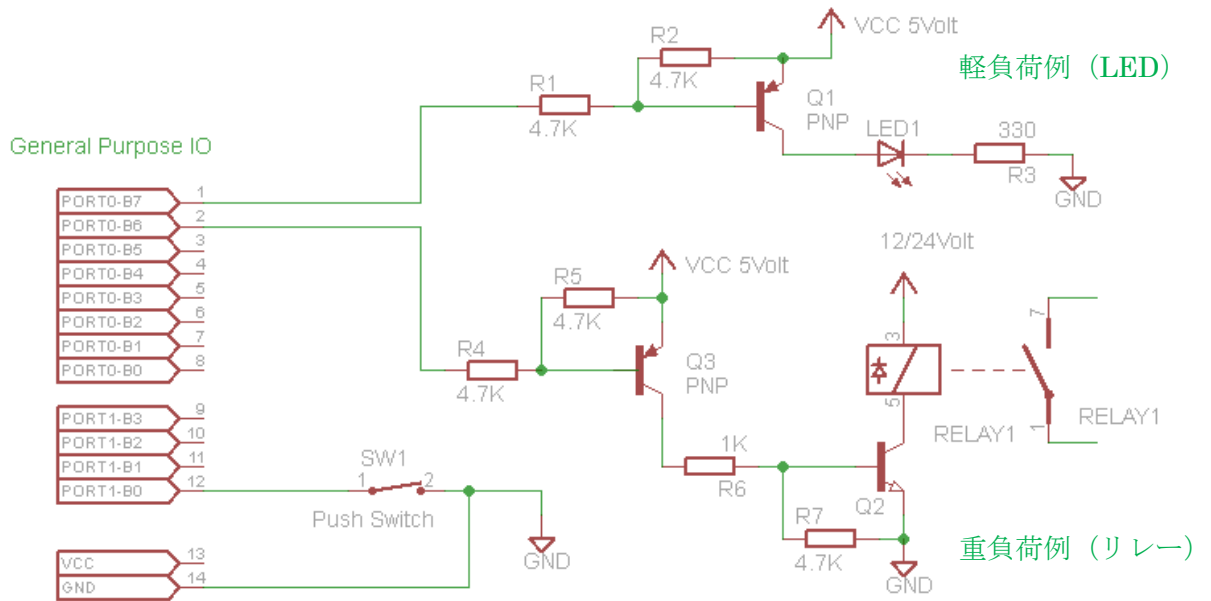 VCC 5Volt
R2
4.7K
軽負荷例（LED）
R1
4.7K
Q1
PNP
LED1
330
R3
GND
General Purpose IO
PORT0-B7 1
PORT0-B6 2
PORT0-B5 3
PORT0-B4 4
PORT0-B3 5
PORT0-B2 6
PORT0-B1 7
PORT0-B0 8
PORT1-B3 9
PORT1-B2 10
PORT1-B1 11
PORT1-B0 12
VCC 13
GND 14
12/24Volt
VCC 5Volt
R5
4.7K
R4
4.7K
Q3
PNP
3
5
RELAY1
7
1
RELAY1
1K
R6
Q2
R7
4.7K
GND
SW1
1 2
Push Switch
GND
重負荷例（リレー）